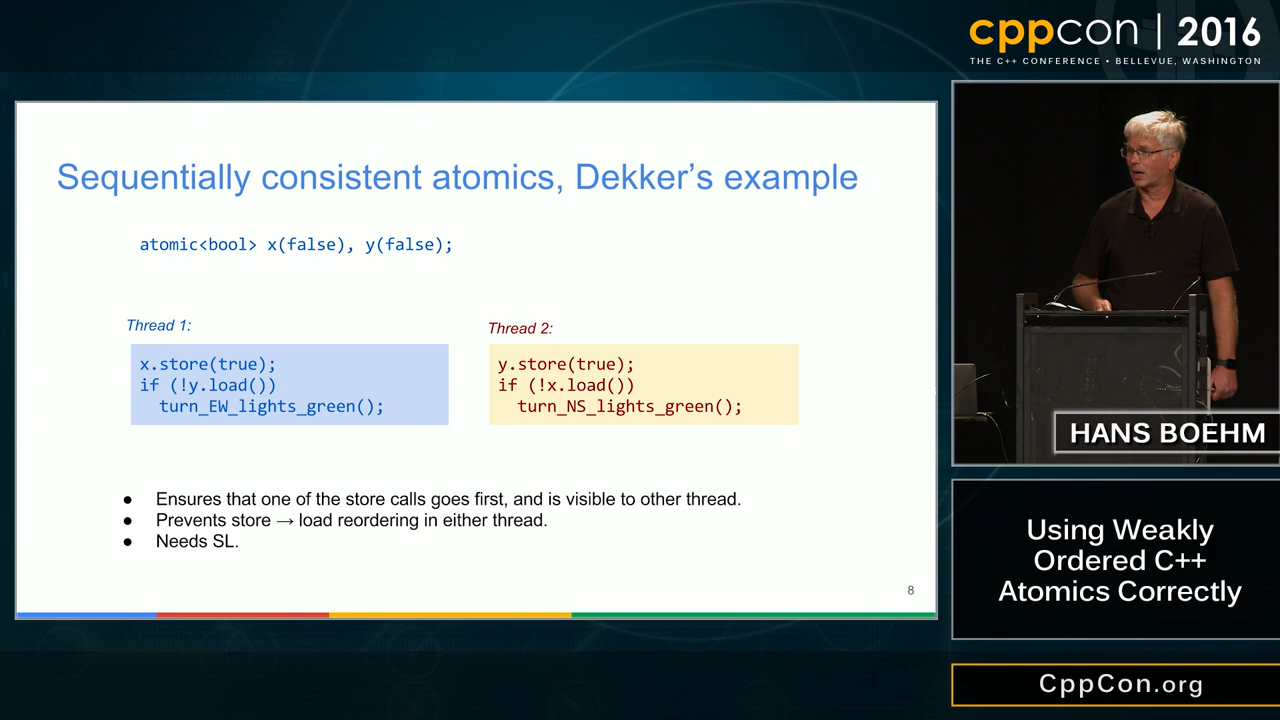 cppcon | 2016
THE C++ CONFERENCE • BELLEVUE, WASHINGTON
Sequentially consistent atomics, Dekker's example
atomic<bool> x(false), y(false);
Thread 1:
x.store(true);
if (!y.load())
turn_EW_lights_green();
Thread 2:
y.store(true);
if (!x.load())
turn_NS_lights_green();
● Ensures that one of the store calls goes first, and is visible to other thread.
● Prevents store → load reordering in either thread.
● Needs SL.
8
HANS BOEHM
Using Weakly
Ordered C++
Atomics Correctly
CppCon.org